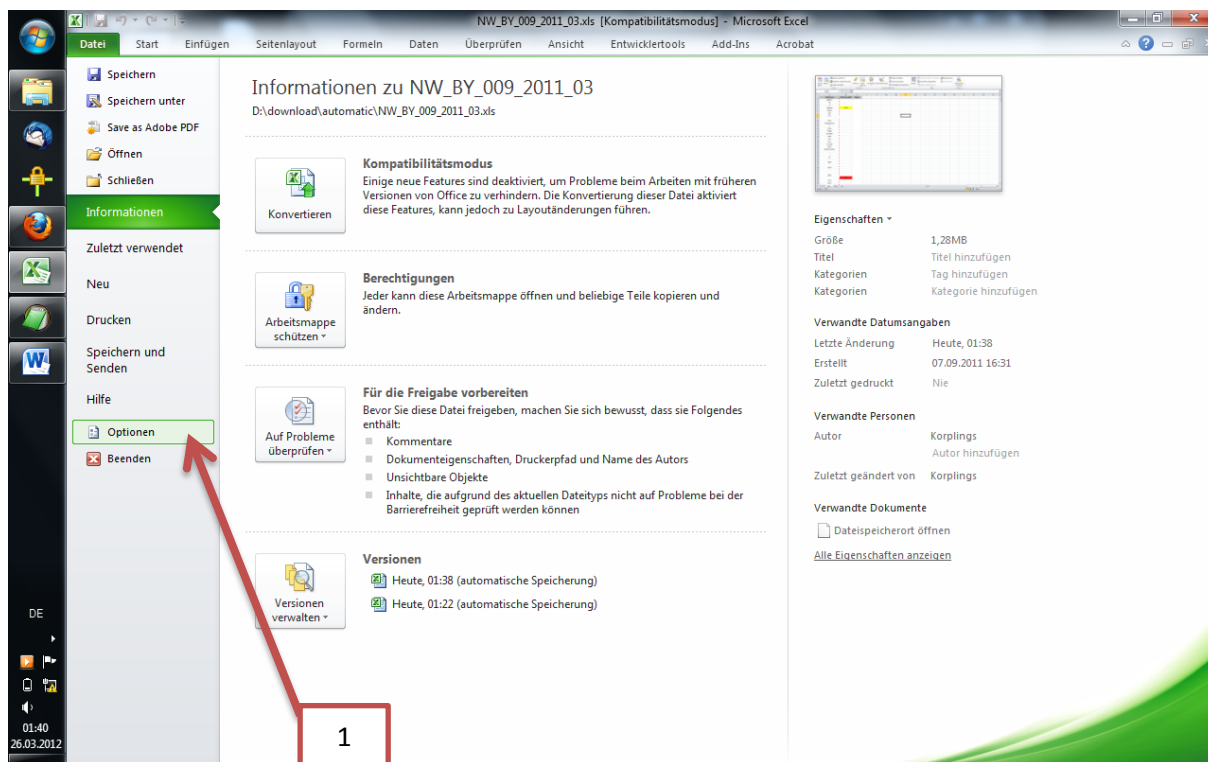 NW_BY_009_2011_03.xls [Kompatibilitätsmodus] - Microsoft Excel
Datei Start Einfügen Seitenlayout Formeln Daten Überprüfen Ansicht Entwicklertools Add-Ins Acrobat
Speichern
Speichern unter
Save as Adobe PDF
Öffnen
Schließen
Informationen
Zuletzt verwendet
Neu
Drucken
Speichern und
Senden
Hilfe
Optionen
Beenden
Informationen zu NW_BY_009_2011_03
D:\download\automatic\NW_BY_009_2011_03.xls
Konvertieren
Kompatibilitätsmodus
Einige neue Features sind deaktiviert, um Probleme beim Arbeiten mit früheren
Versionen von Office zu verhindern. Die Konvertierung dieser Datei aktiviert
diese Features, kann jedoch zu Layoutänderungen führen.
Arbeitsmappe
schützen
Berechtigungen
Jeder kann diese Arbeitsmappe öffnen und beliebige Teile kopieren und
ändern.
Auf Probleme
überprüfen
Für die Freigabe vorbereiten
Bevor Sie diese Datei freigeben, machen Sie sich bewusst, dass sie Folgendes
enthält:
Kommentare
Dokumenteigenschaften, Druckerpfad und Name des Autors
Unsichtbare Objekte
Inhalte, die aufgrund des aktuellen Dateityps nicht auf Probleme bei der
Barrierefreiheit geprüft werden können
Versionen
verwalten
Versionen
Heute, 01:38 (automatische Speicherung)
Heute, 01:22 (automatische Speicherung)
Eigenschaften
Größe 1,28MB
Titel Titel hinzufügen
Kategorien Tag hinzufügen
Kategorien Kategorie hinzufügen
Verwandte Datumsangaben
Letzte Änderung Heute, 01:38
Erstellt 07.09.2011 16:31
Zuletzt gedruckt Nie
Verwandte Personen
Autor Korplings
Autor hinzufügen
Zuletzt geändert von Korplings
Verwandte Dokumente
Dateispeicherort öffnen
Alle Eigenschaften anzeigen
DE
01:40
26.03.2012
1